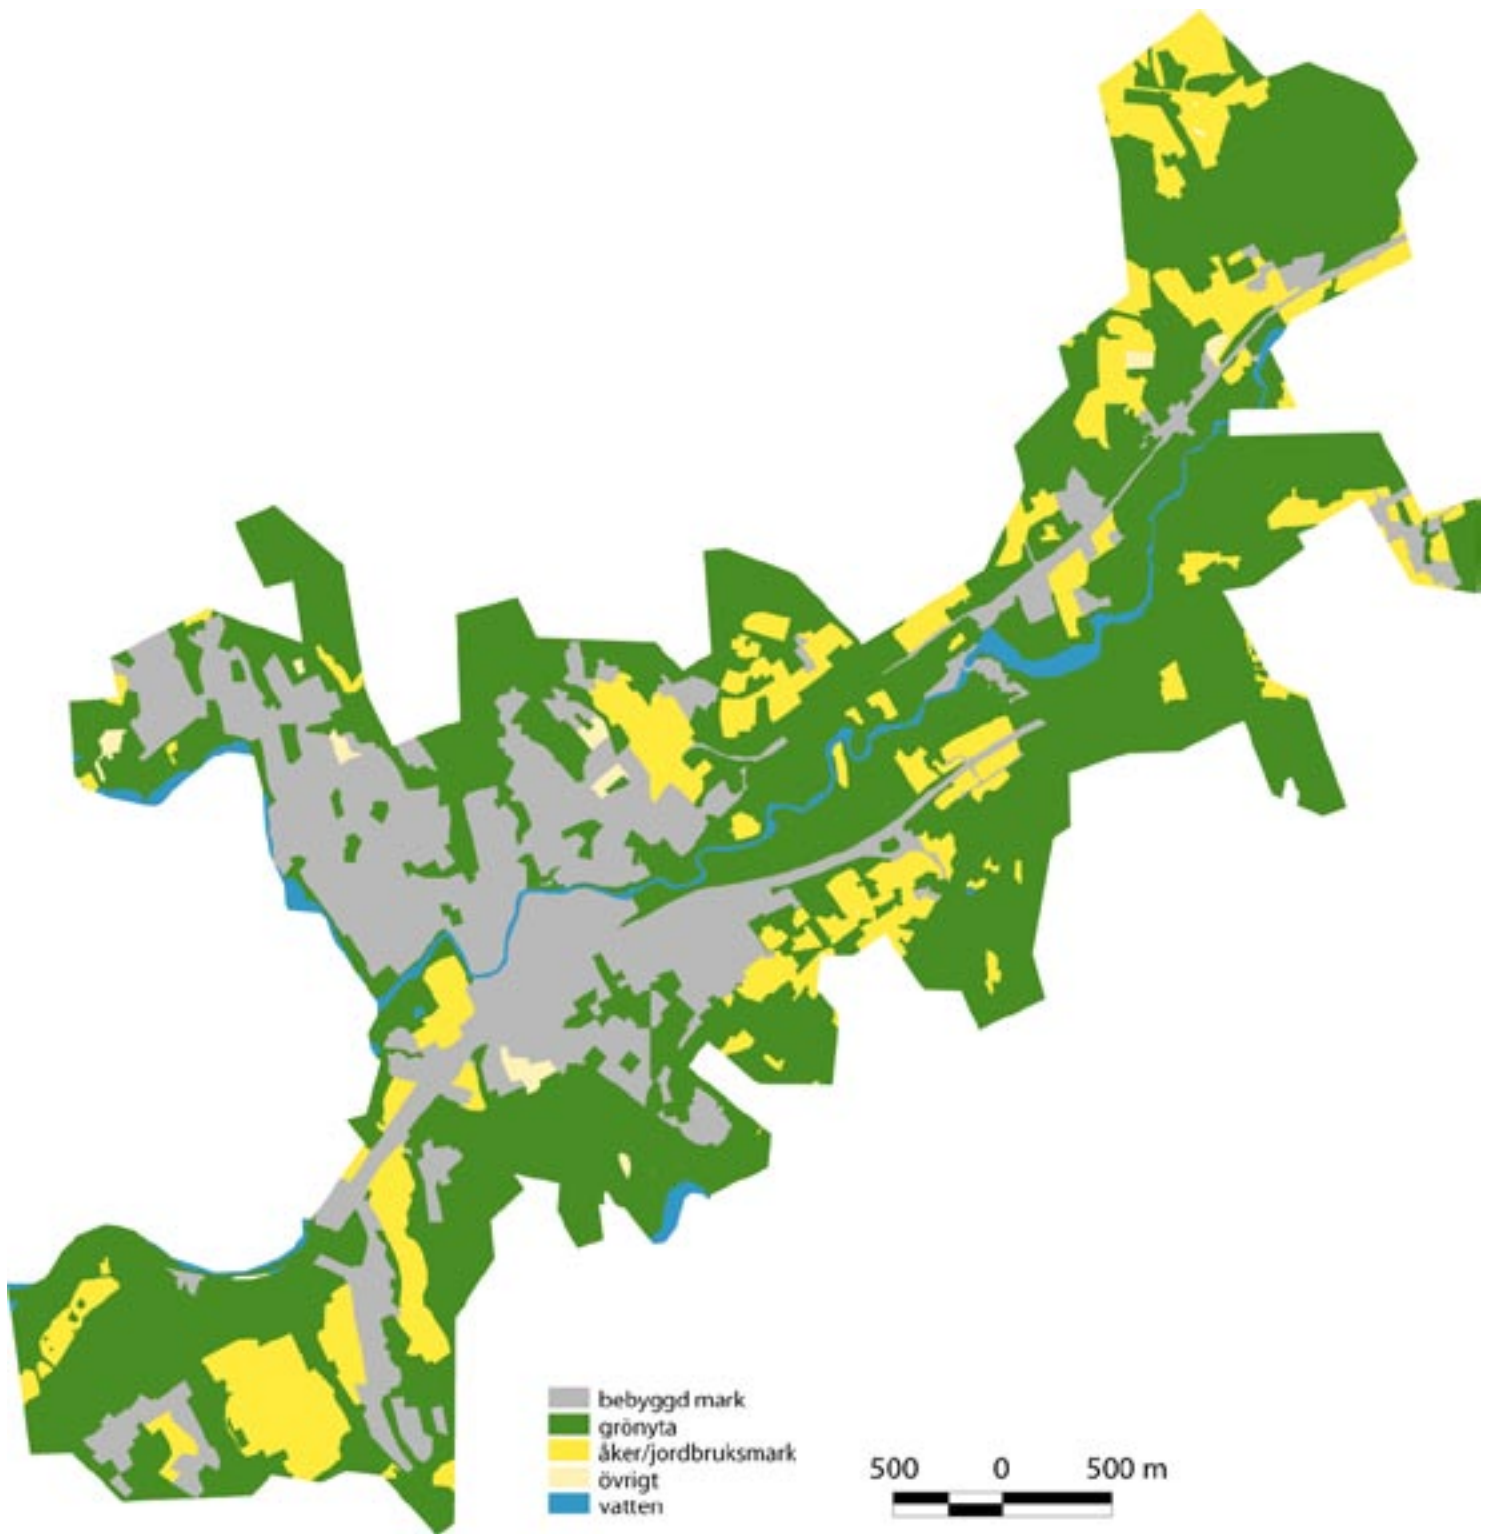 bebyggd mark
grönyta
åker/jordbruksmark
övrigt
vatten
500 0 500 m